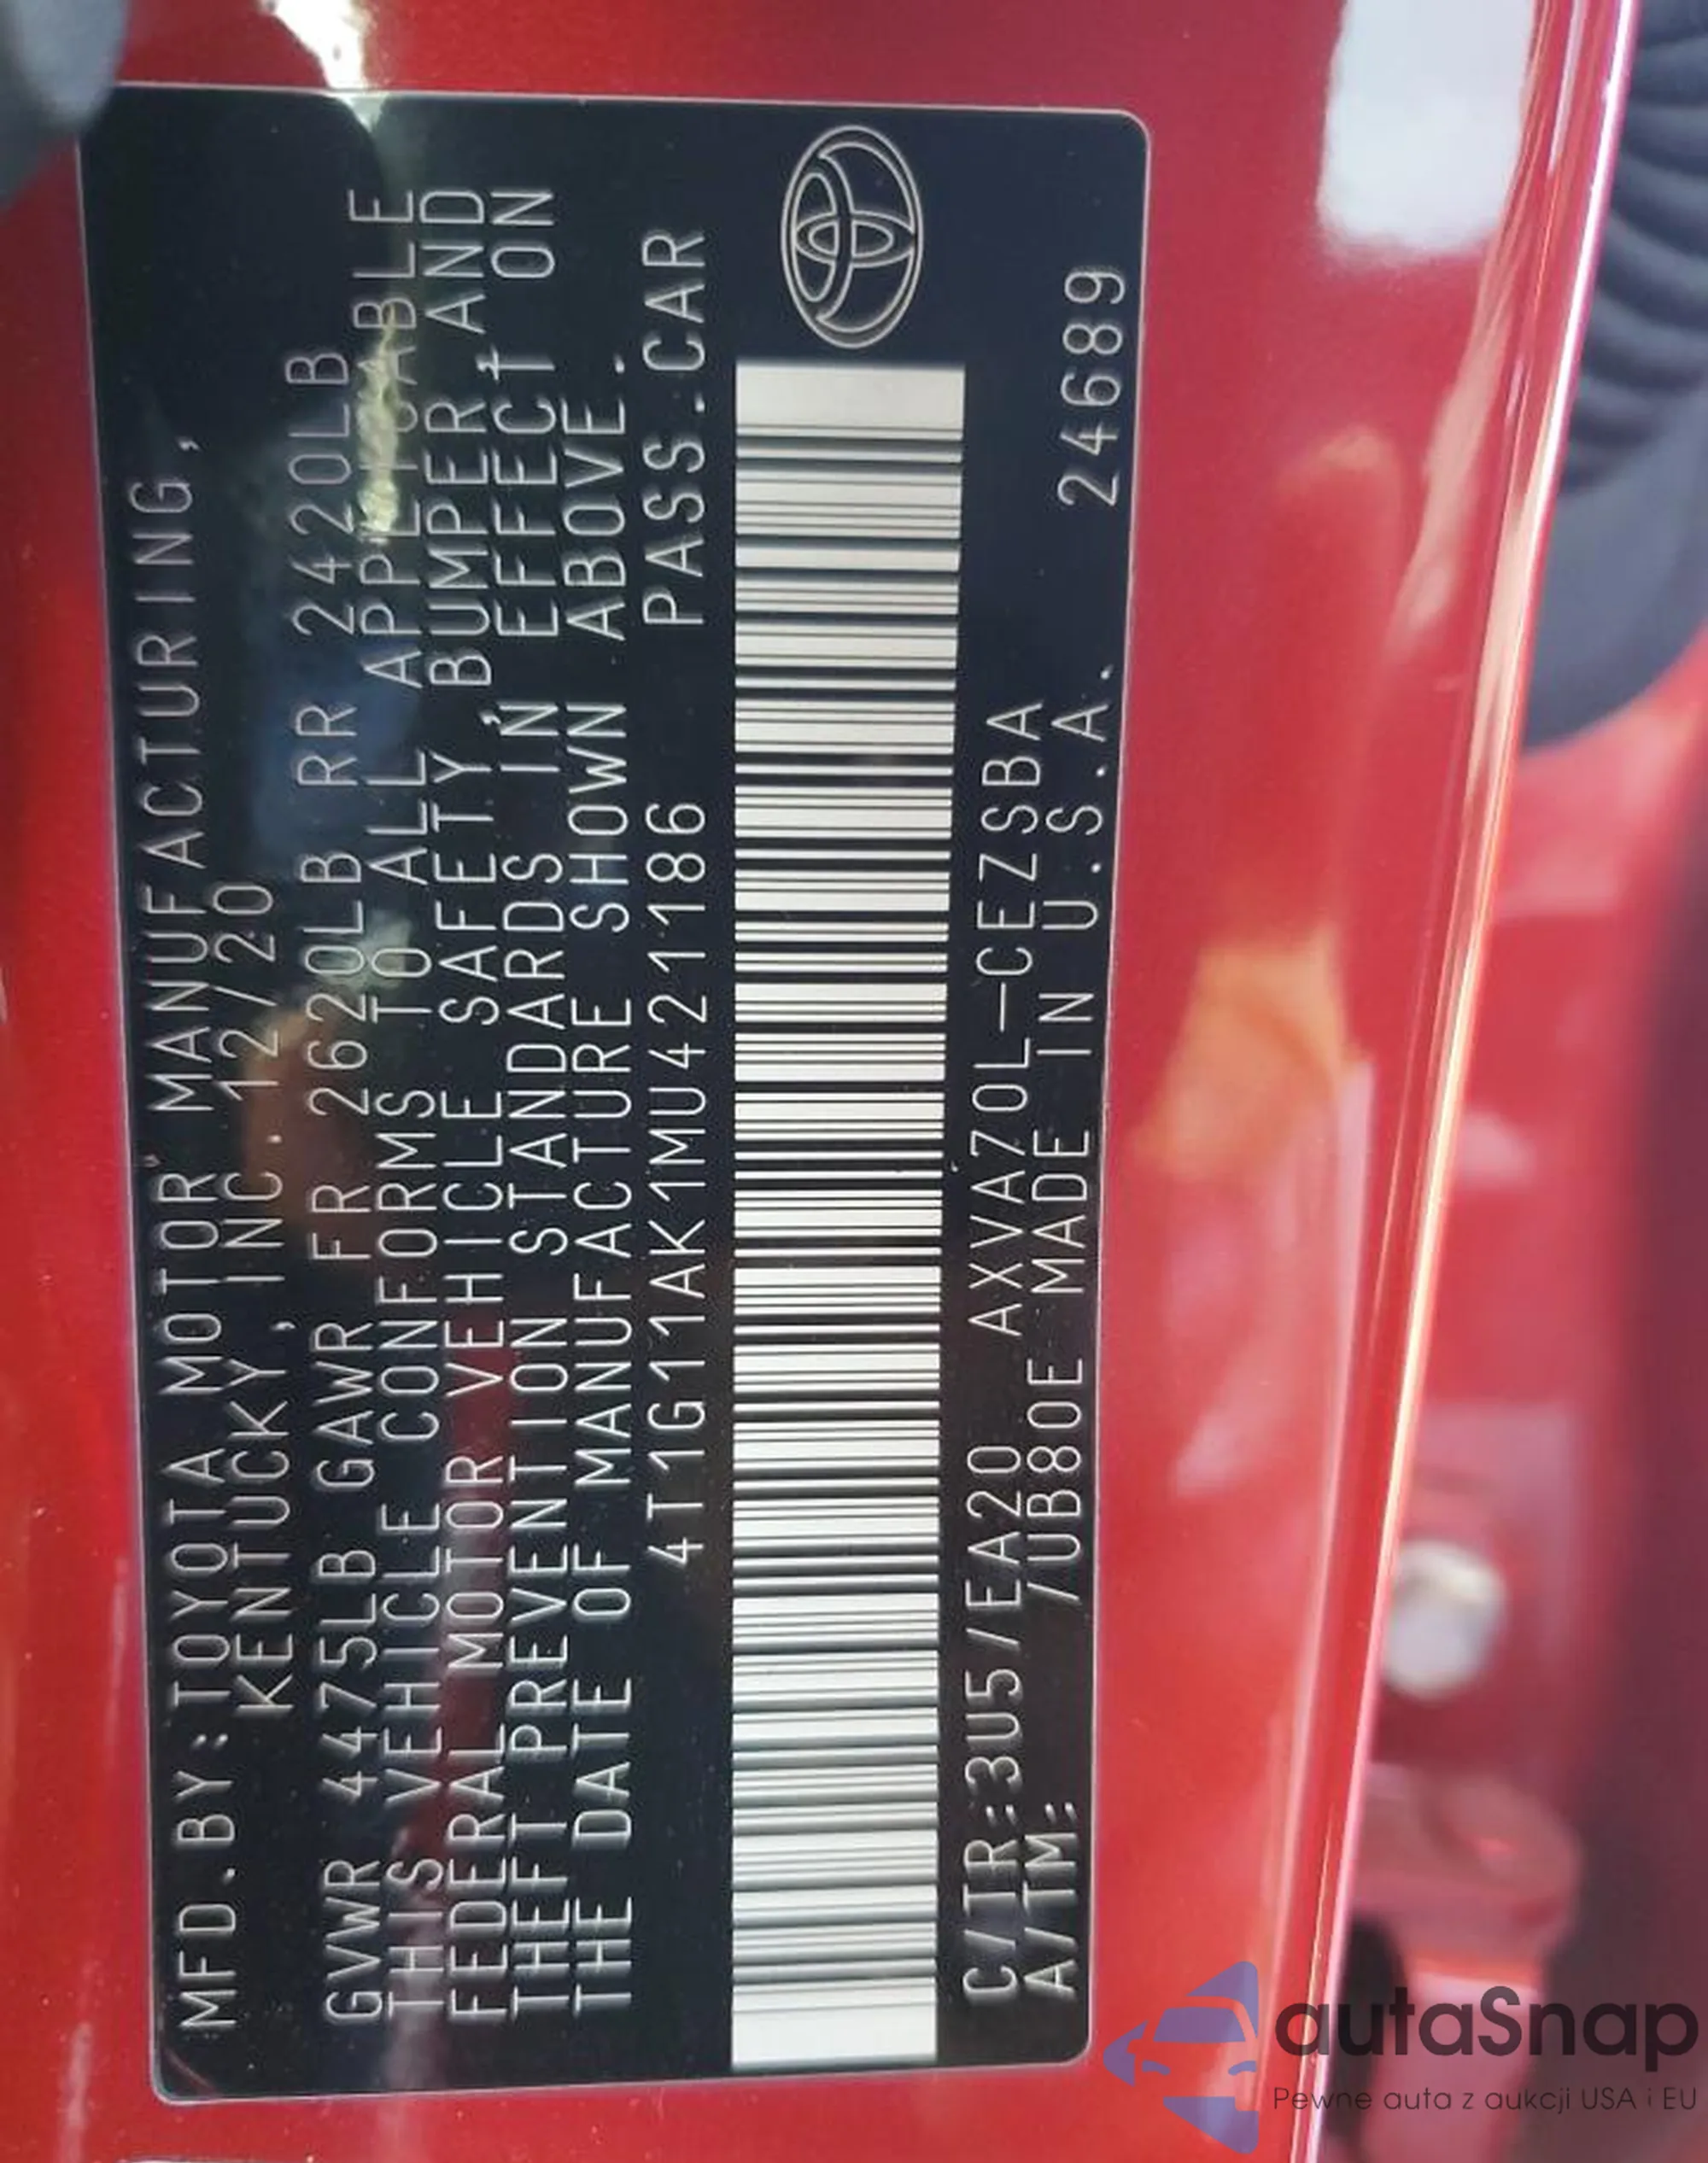 MFD.BY:TOYOTA MOTOR MANUFACTURING,
KENTUCKY, INC. 12/20
GVWR 4475LB GAWR FR 2620LB RR 2420LB
THIS VEHICLE CONFORMS TO ALL APPLICABLE
FEDERAL MOTOR VEHICLE SAFETY, BUMPER, AND
THEFT PREVENTION STANDARDS IN EFFECT ON
THE DATE OF MANUFACTURE SHOWN ABOVE.
4T1G11AK1MU421186 PASS.CAR
C/TR:3U5/EA20 AXVA70L-CEZSBA
A/TM: /UB80E MADE IN U.S.A. 24689
autaSnap
Pewne auta z aukcji USA i EU